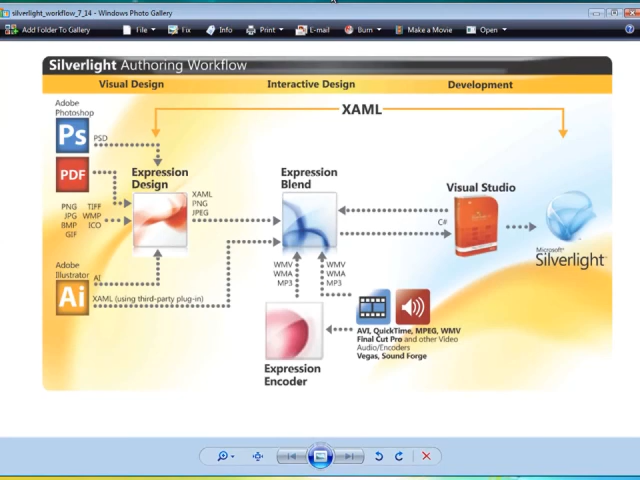 silverlight_workflow_7_14 - Windows Photo Gallery
Add Folder To Gallery File Fix Info Print E-mail Burn Make a Movie Open
Silverlight Authoring Workflow
Visual Design Interactive Design Development
XAML
Adobe
Photoshop
Ps
PSD
PDF
PNG TIFF
JPG WMP
BMP ICO
GIF
Expression
Design
XAML
PNG
JPEG
Expression
Blend
Visual Studio
C#
Microsoft
Silverlight
Adobe
Illustrator
Ai
AI
XAML (using third-party plug-in)
WMV
WMA
MP3
WMV
WMA
MP3
Expression
Encoder
AVI, QuickTime, MPEG, WMV
Final Cut Pro and other Video
Audio/Encoders
Vegas, Sound Forge